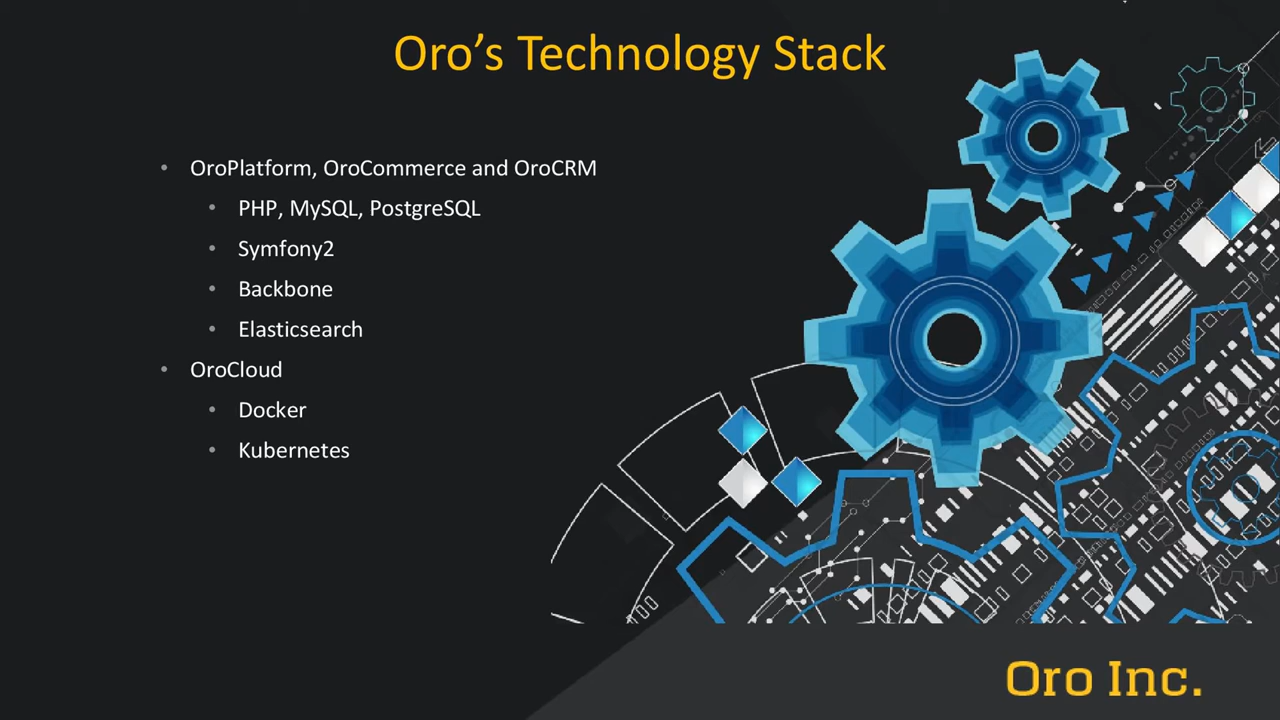 Oro’s Technology Stack
• OroPlatform, OroCommerce and OroCRM
• PHP, MySQL, PostgreSQL
• Symfony2
• Backbone
• Elasticsearch
• OroCloud
• Docker
• Kubernetes
Oro Inc.